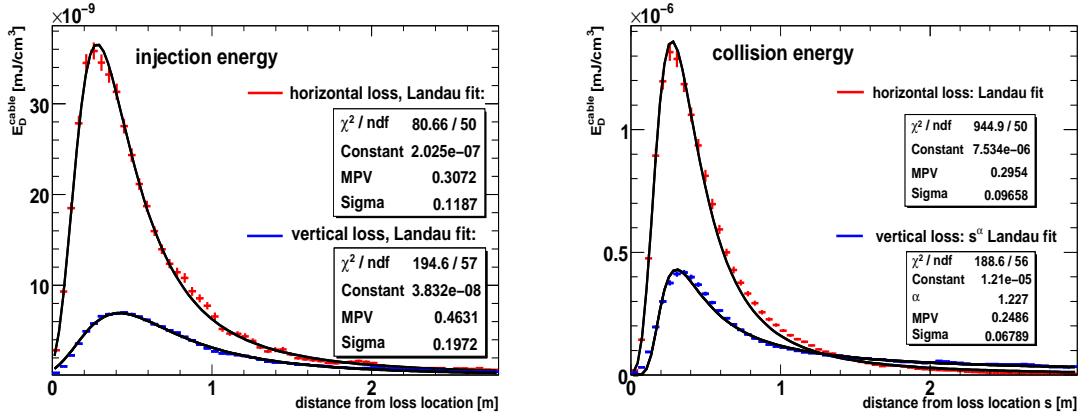 ×10⁻⁹
E_D^cable [mJ/cm³]
injection energy
horizontal loss, Landau fit:
χ² / ndf 80.66 / 50
Constant 2.025e−07
MPV 0.3072
Sigma 0.1187
vertical loss, Landau fit:
χ² / ndf 194.6 / 57
Constant 3.832e−08
MPV 0.4631
Sigma 0.1972
30
20
10
0 1 2
distance from loss location [m]
×10⁻⁶
E_D^cable [mJ/cm³]
collision energy
horizontal loss: Landau fit
χ² / ndf 944.9 / 50
Constant 7.534e−06
MPV 0.2954
Sigma 0.09658
vertical loss: s^α Landau fit
χ² / ndf 188.6 / 56
Constant 1.21e−05
α 1.227
MPV 0.2486
Sigma 0.06789
1
0.5
0
0 1 2
distance from loss location s [m]